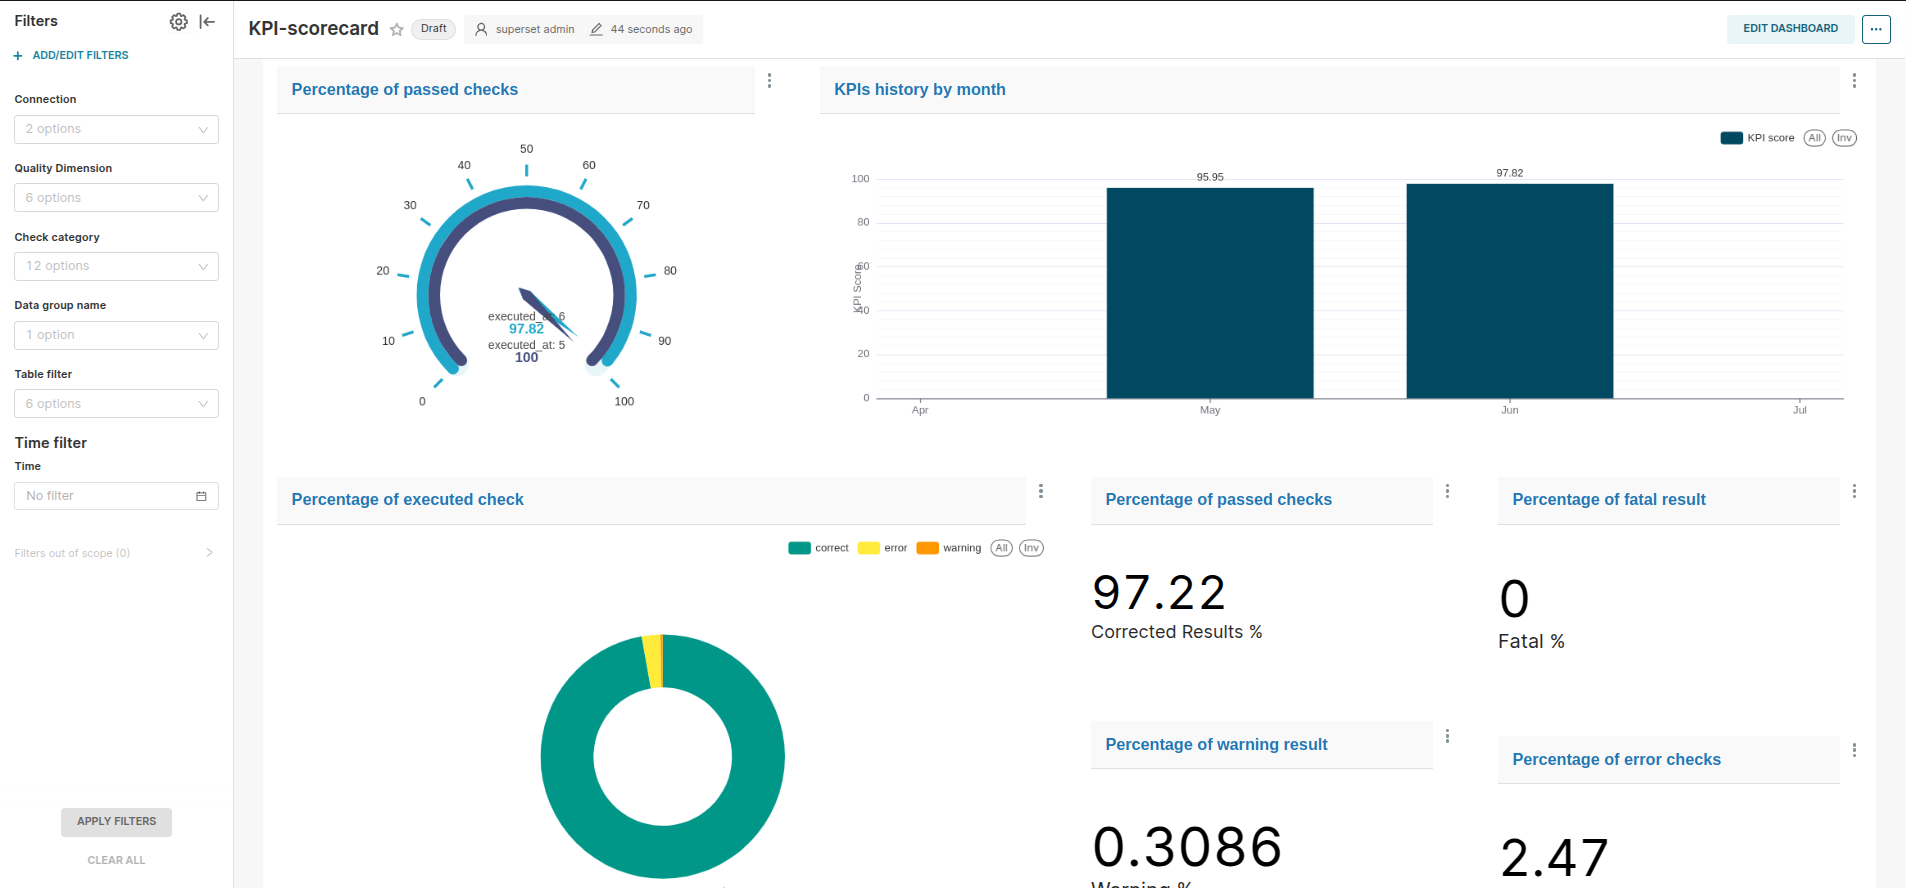 Filters
ADD/EDIT FILTERS
Connection
2 options
Quality Dimension
6 options
Check category
12 options
Data group name
1 option
Table filter
6 options
Time filter
Time
No filter
Filters out of scope (0)
APPLY FILTERS
CLEAR ALL
KPI-scorecard
Draft
superset admin
44 seconds ago
EDIT DASHBOARD
Percentage of passed checks
0
10
20
30
40
50
60
70
80
90
100
executed_at: 6
97.82
executed_at: 5
100
KPIs history by month
KPI score
All
Inv
KPI Score
100
80
60
40
20
0
95.95
97.82
Apr
May
Jun
Jul
Percentage of executed check
correct
error
warning
All
Inv
Percentage of passed checks
97.22
Corrected Results %
Percentage of fatal result
0
Fatal %
Percentage of warning result
0.3086
Warning %
Percentage of error checks
2.47